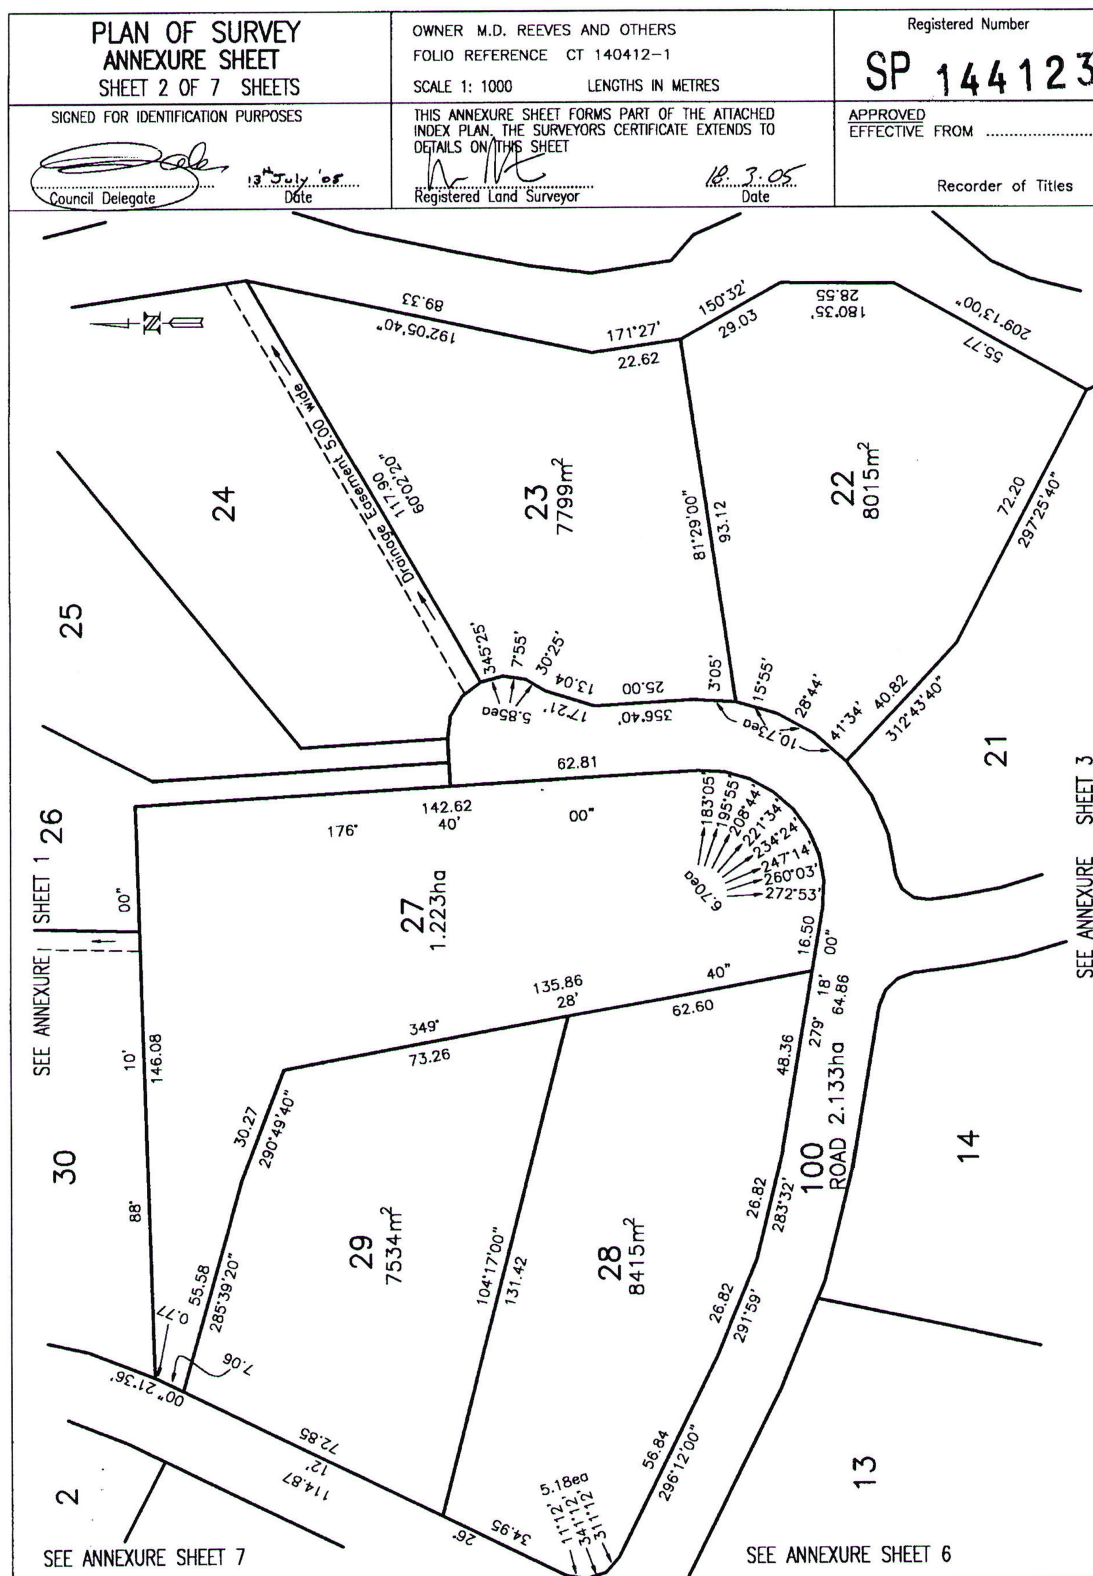 PLAN OF SURVEY
ANNEXURE SHEET
SHEET 2 OF 7 SHEETS
OWNER M.D. REEVES AND OTHERS
FOLIO REFERENCE CT 140412-1
SCALE 1: 1000 LENGTHS IN METRES
Registered Number
SP 144123
SIGNED FOR IDENTIFICATION PURPOSES
Council Delegate
13th July '05
Date
THIS ANNEXURE SHEET FORMS PART OF THE ATTACHED
INDEX PLAN. THE SURVEYORS CERTIFICATE EXTENDS TO
DETAILS ON THIS SHEET
Registered Land Surveyor
18.3.05
Date
APPROVED
EFFECTIVE FROM
Recorder of Titles
89.33
192°05'40"
171°27'
22.62
150°32'
29.03
28.55
180°35'
209°13'00"
55.77
Drainage Easement 5.00 wide
117.90
60°02'20"
24
23
7799m²
81°29'00"
93.12
22
8015m²
72.20
297°25'40"
25
345°25'
7°55'
30°25'
5.85ea
13.04
17°21'
25.00
356°40'
3°05'
15°55'
28°44'
41°34'
10.73ea
40.82
312°43'40"
21
62.81
142.62
176° 40' 00"
183°05'
195°55'
208°44'
221°34'
234°24'
247°14'
260°03'
272°53'
6.70ea
26
SEE ANNEXURE SHEET 1
SEE ANNEXURE SHEET 3
27
1.223ha
16.50
88° 10' 00"
146.08
135.86
349° 28' 40"
73.26
62.60
279° 18' 00"
64.86
48.36
30
30.27
290°49'40"
100
ROAD 2.133ha
14
29
7534m²
104°17'00"
131.42
28
8415m²
26.82
283°32'
26.82
291°59'
55.58
285°39'20"
0.77
7.06
00" 21°36'
72.85
12'
114.87
26°
34.95
5.18ea
11°12'
341°12'
311°12'
56.84
296°12'00"
13
2
SEE ANNEXURE SHEET 7
SEE ANNEXURE SHEET 6